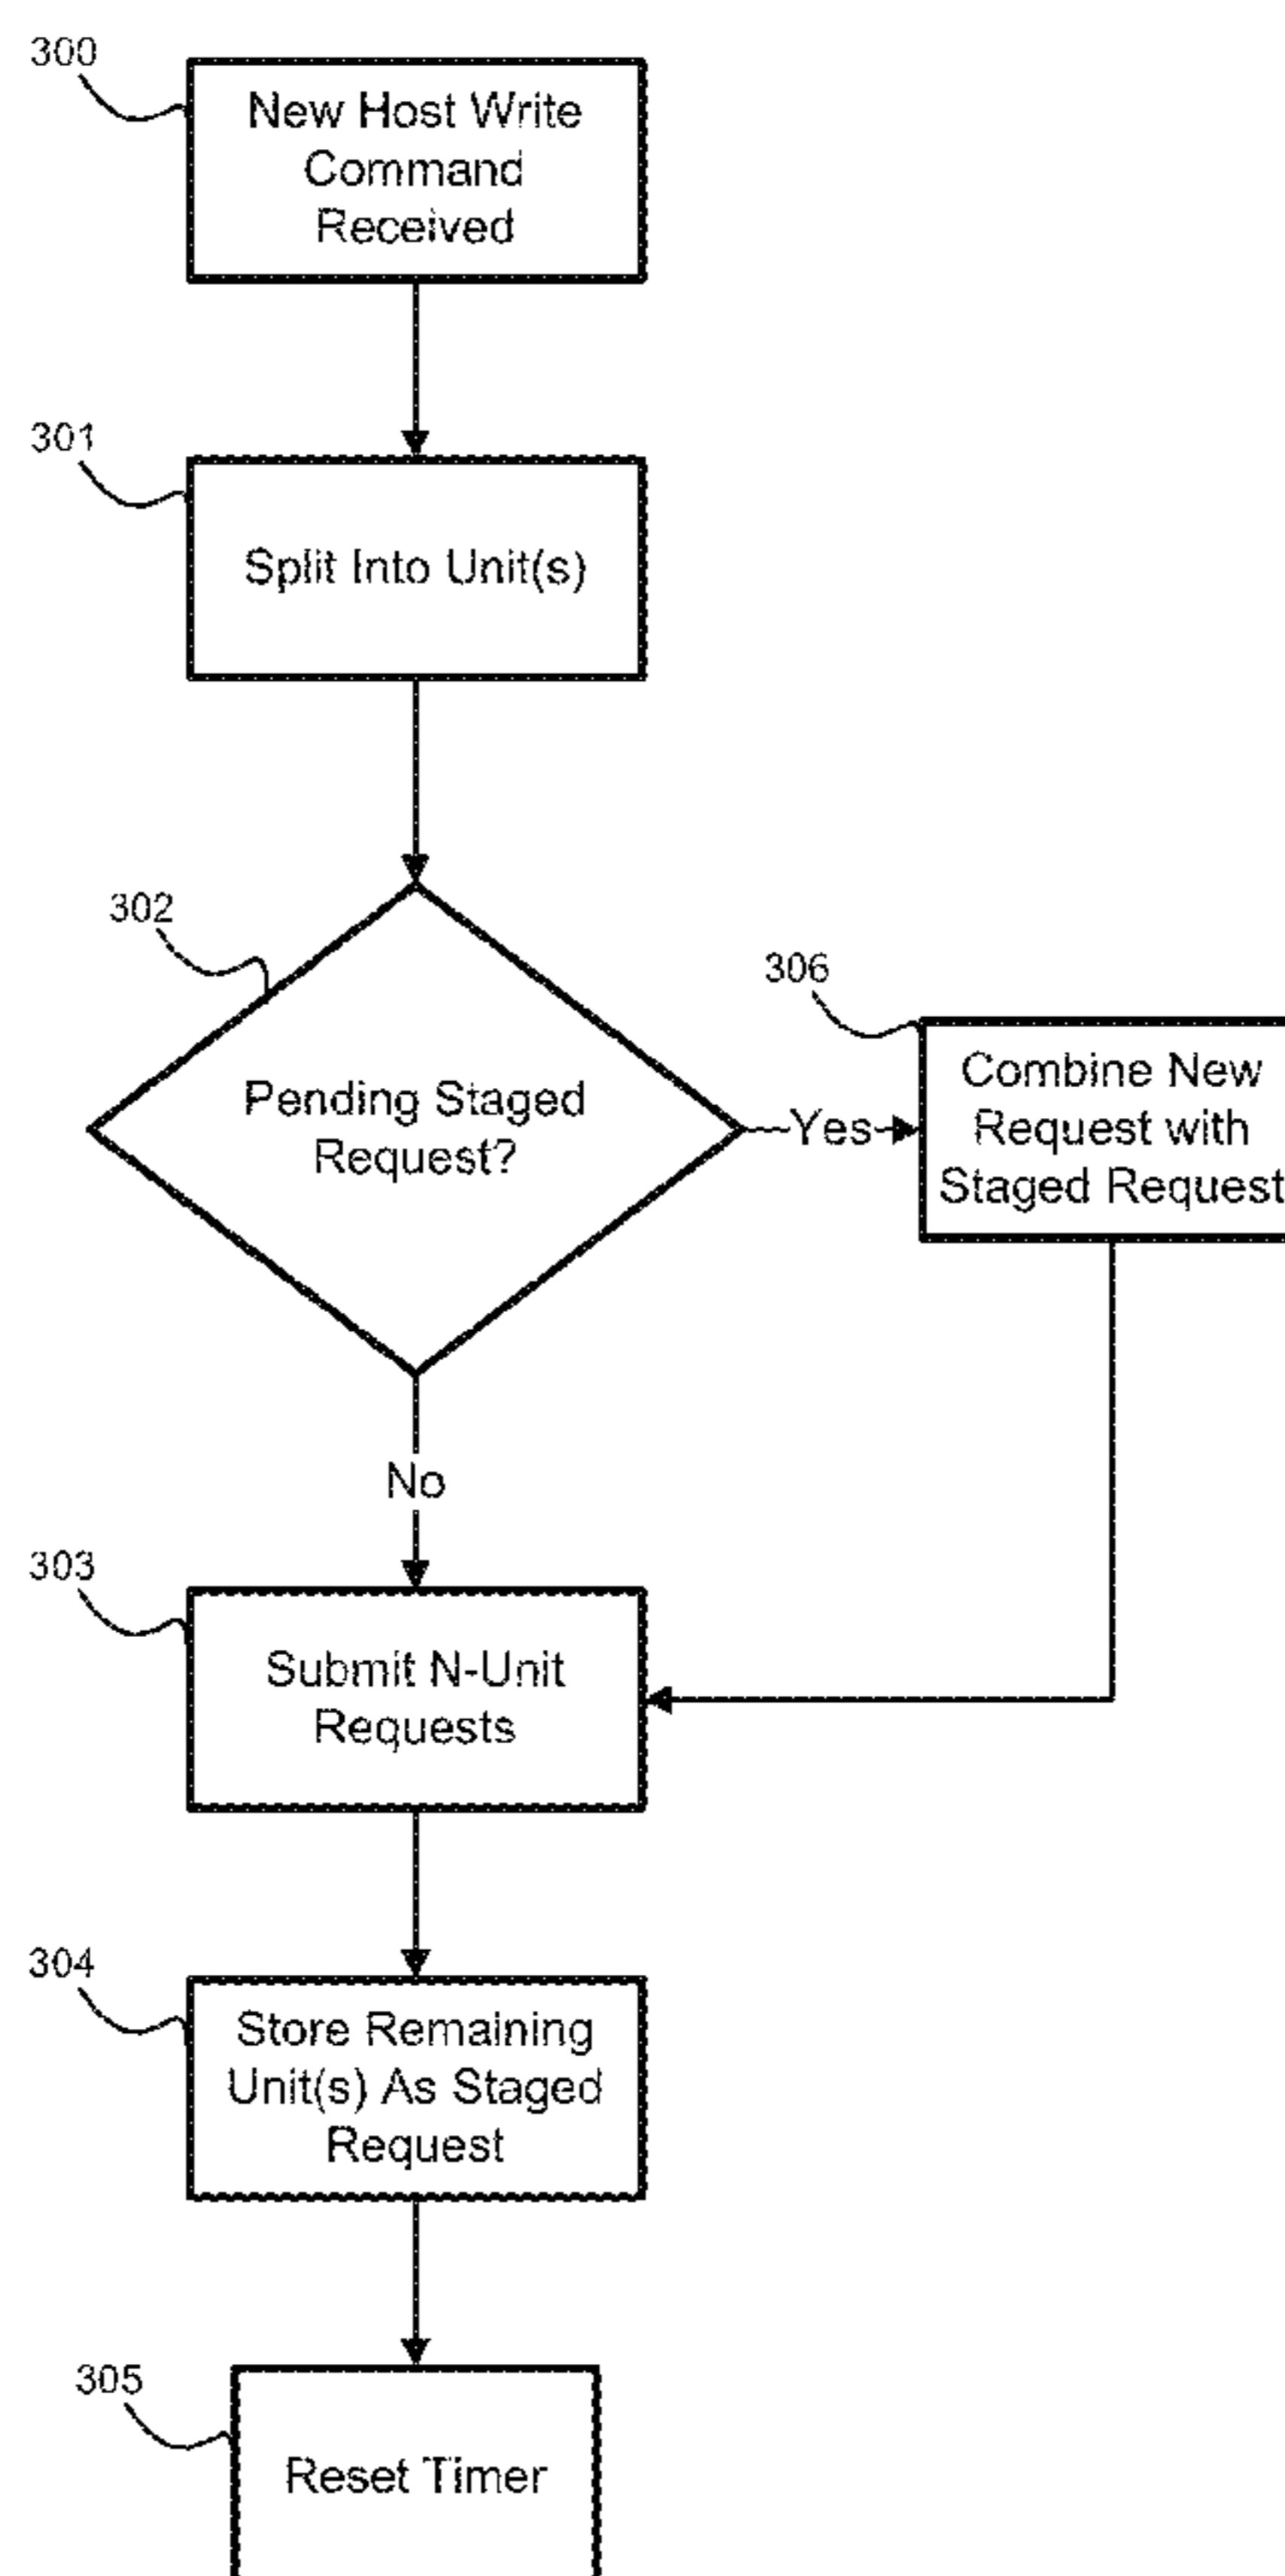 300
New Host Write
Command
Received
301
Split Into Unit(s)
302
Pending Staged
Request?
Yes
306
Combine New
Request with
Staged Request
No
303
Submit N-Unit
Requests
304
Store Remaining
Unit(s) As Staged
Request
305
Reset Timer